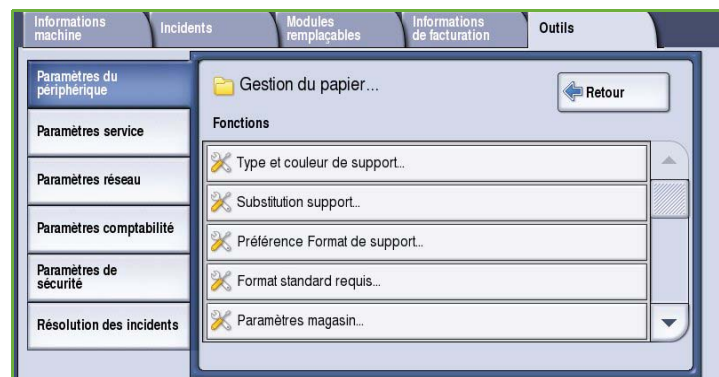 Informations machine
Incidents
Modules remplaçables
Informations de facturation
Outils
Paramètres du périphérique
Paramètres service
Paramètres réseau
Paramètres comptabilité
Paramètres de sécurité
Résolution des incidents
Gestion du papier...
Retour
Fonctions
Type et couleur de support...
Substitution support...
Préférence Format de support...
Format standard requis...
Paramètres magasin...